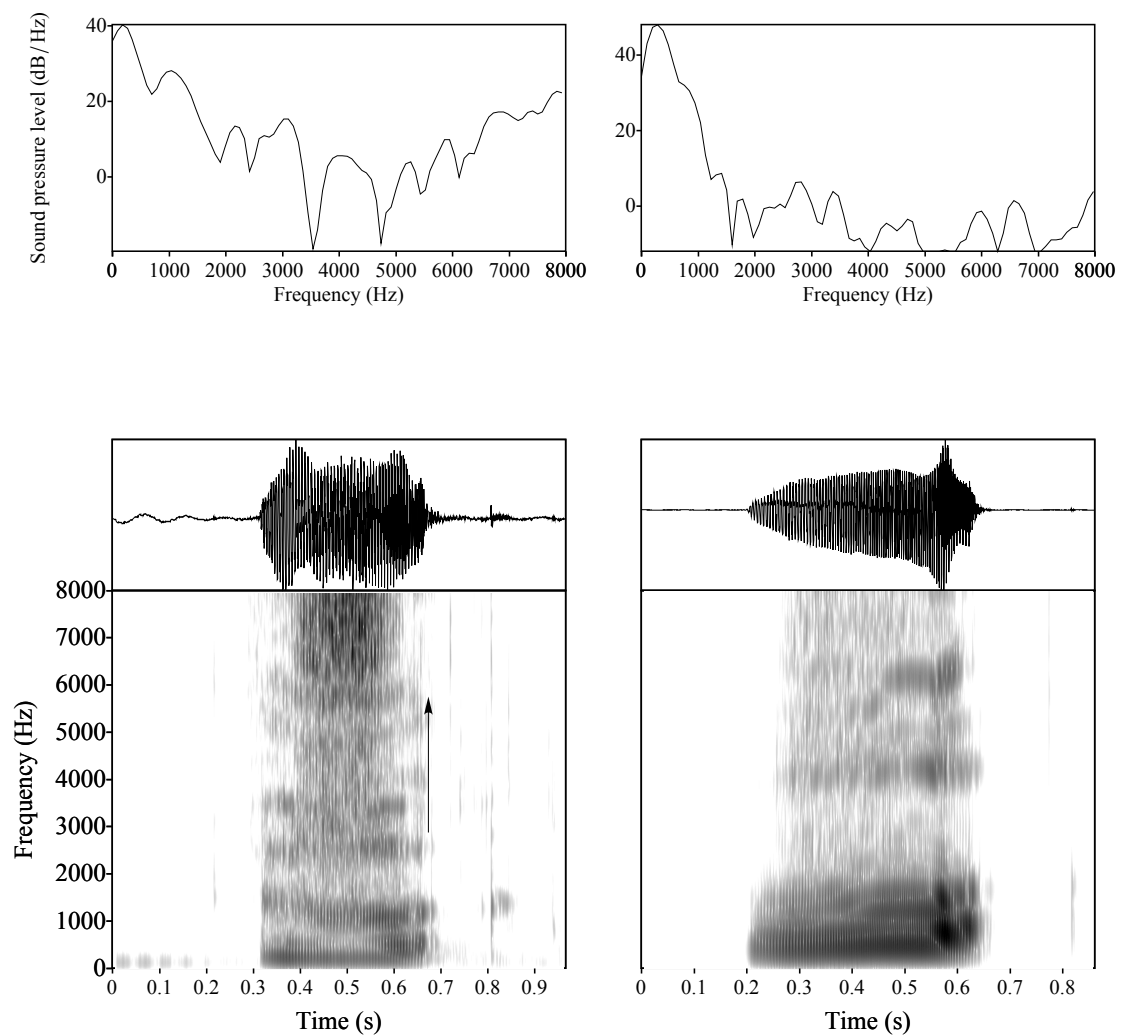 Sound pressure level (dB/Hz)
40
20
0
0 1000 2000 3000 4000 5000 6000 7000 8000
Frequency (Hz)
40
20
0
0 1000 2000 3000 4000 5000 6000 7000 8000
Frequency (Hz)
Frequency (Hz)
8000
7000
6000
5000
4000
3000
2000
1000
0
0 0.1 0.2 0.3 0.4 0.5 0.6 0.7 0.8 0.9
Time (s)
0 0.1 0.2 0.3 0.4 0.5 0.6 0.7 0.8
Time (s)